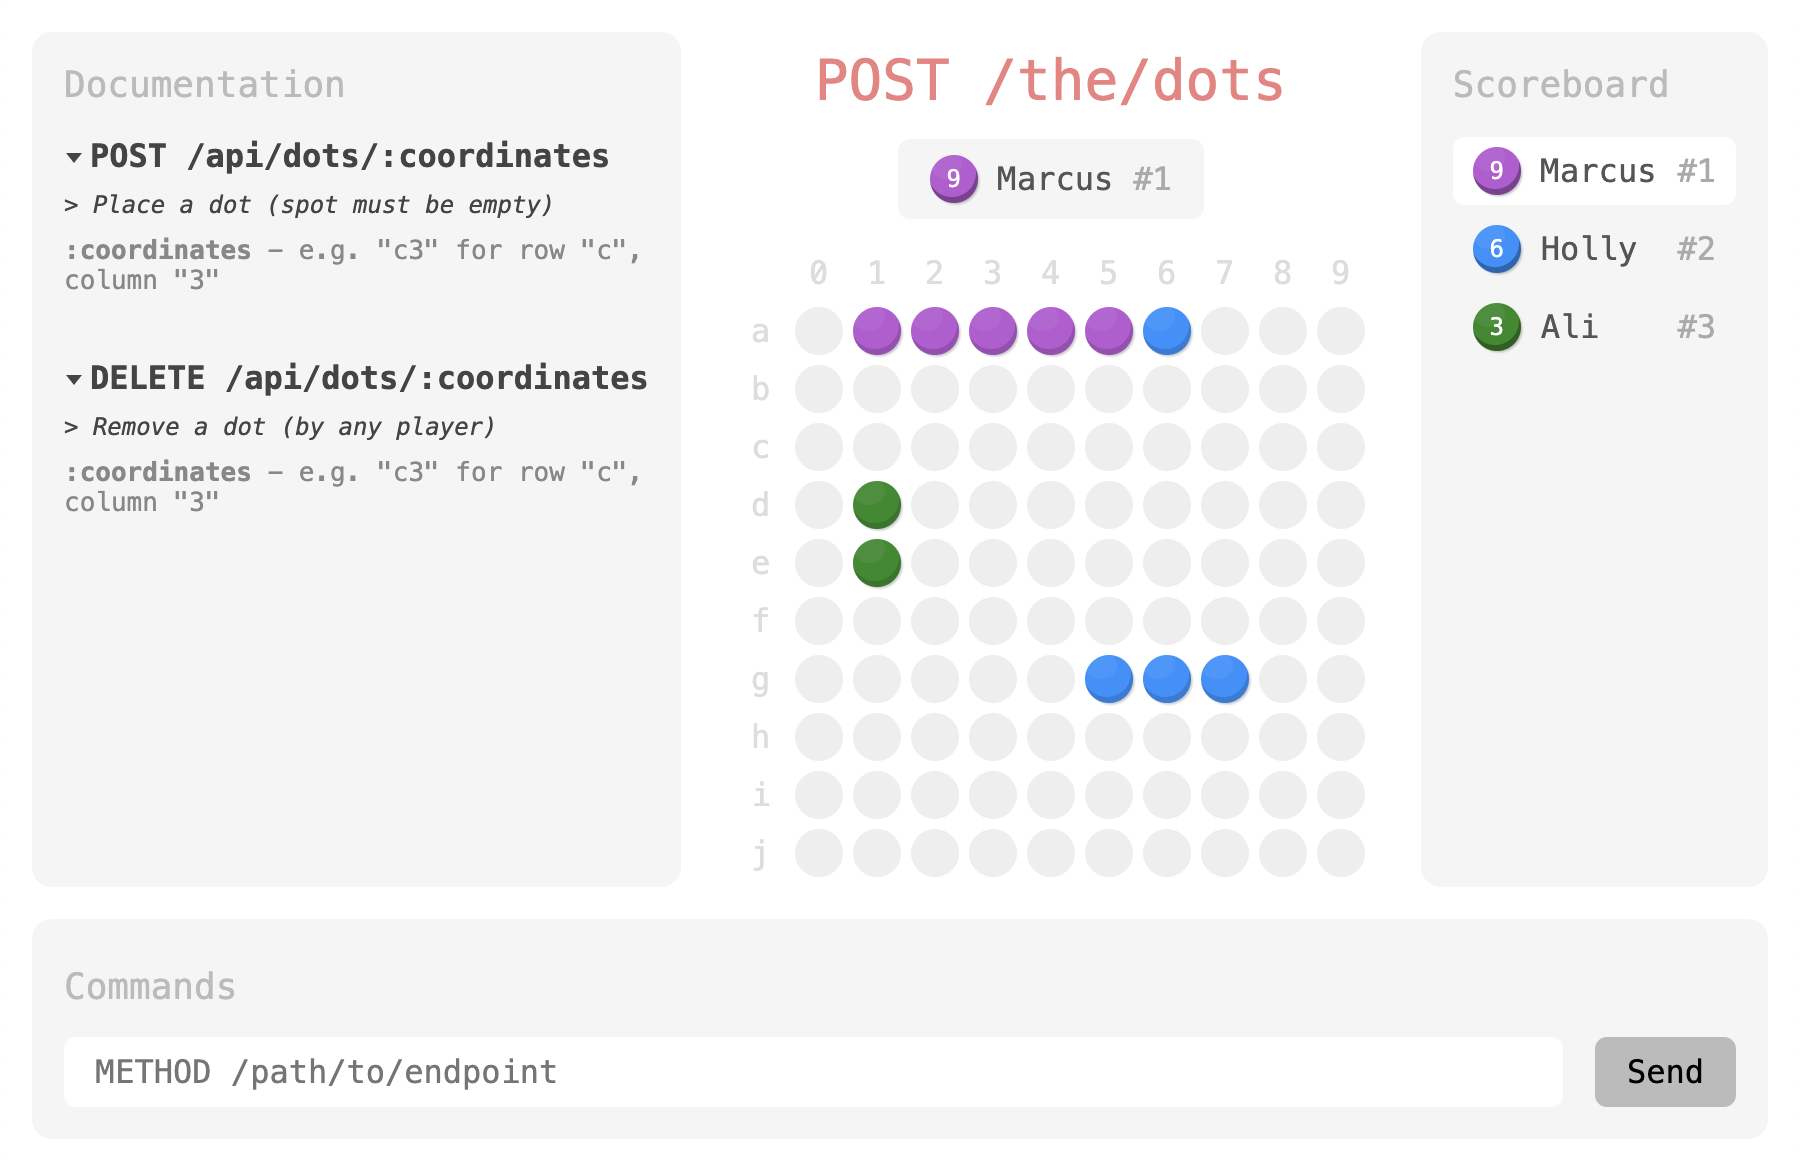 Documentation
POST /api/dots/:coordinates
> Place a dot (spot must be empty)
:coordinates – e.g. "c3" for row "c",
column "3"
DELETE /api/dots/:coordinates
> Remove a dot (by any player)
:coordinates – e.g. "c3" for row "c",
column "3"
POST /the/dots
9 Marcus #1
0 1 2 3 4 5 6 7 8 9
a
b
c
d
e
f
g
h
i
j
Scoreboard
9 Marcus #1
6 Holly #2
3 Ali #3
Commands
METHOD /path/to/endpoint
Send